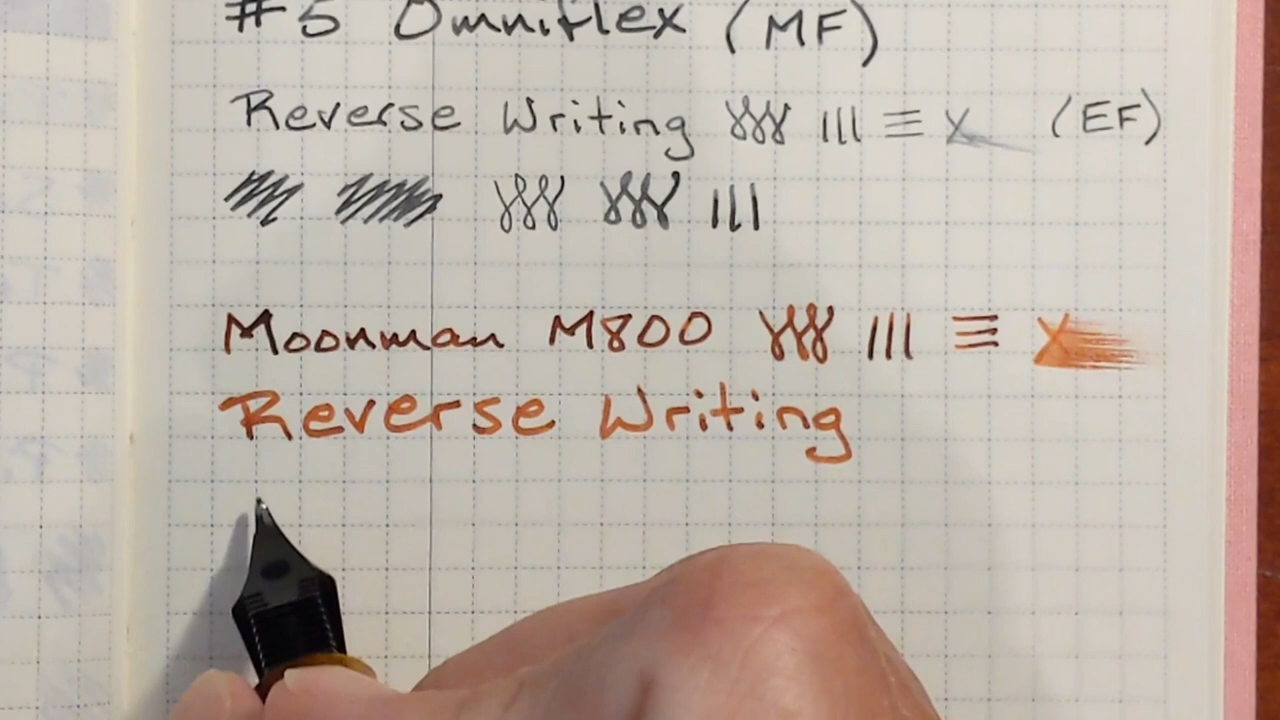 #5 Omniflex (MF)
Reverse Writing X (EF)
Moonman M800 X
Reverse Writing